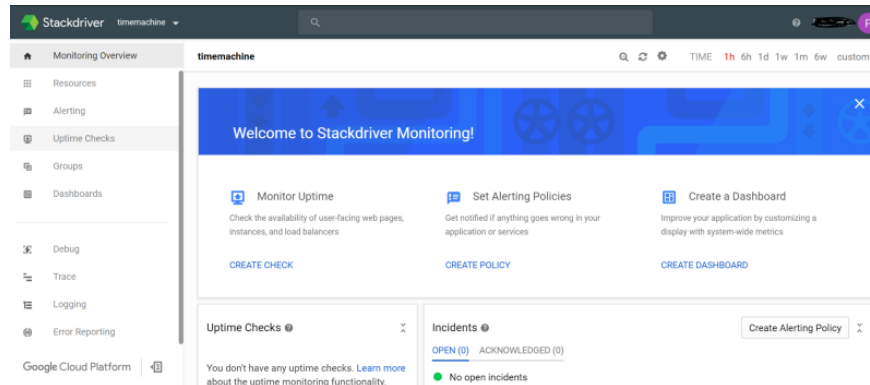 Stackdriver timemachine
Monitoring Overview
Resources
Alerting
Uptime Checks
Groups
Dashboards
Debug
Trace
Logging
Error Reporting
Google Cloud Platform
timemachine
TIME 1h 6h 1d 1w 1m 6w custom
Welcome to Stackdriver Monitoring!
Monitor Uptime
Check the availability of user-facing web pages,
instances, and load balancers
CREATE CHECK
Set Alerting Policies
Get notified if anything goes wrong in your
application or services
CREATE POLICY
Create a Dashboard
Improve your application by customizing a
display with system-wide metrics
CREATE DASHBOARD
Uptime Checks
You don't have any uptime checks. Learn more
about the uptime monitoring functionality.
Incidents
Create Alerting Policy
OPEN (0) ACKNOWLEDGED (0)
No open incidents